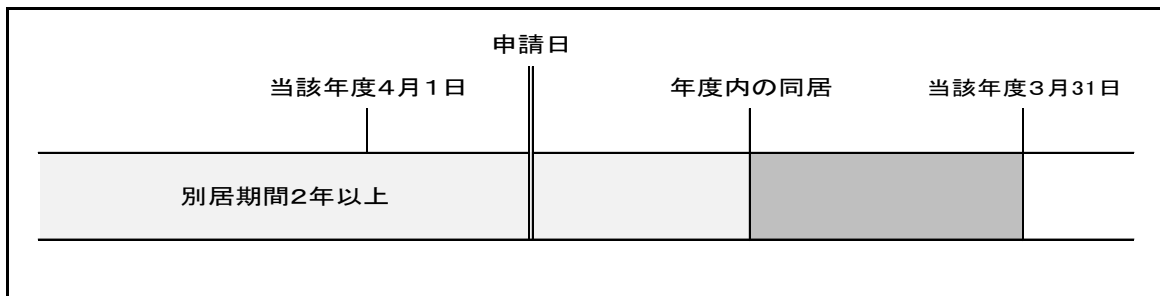 申請日
当該年度4月1日
年度内の同居
当該年度3月31日
別居期間2年以上